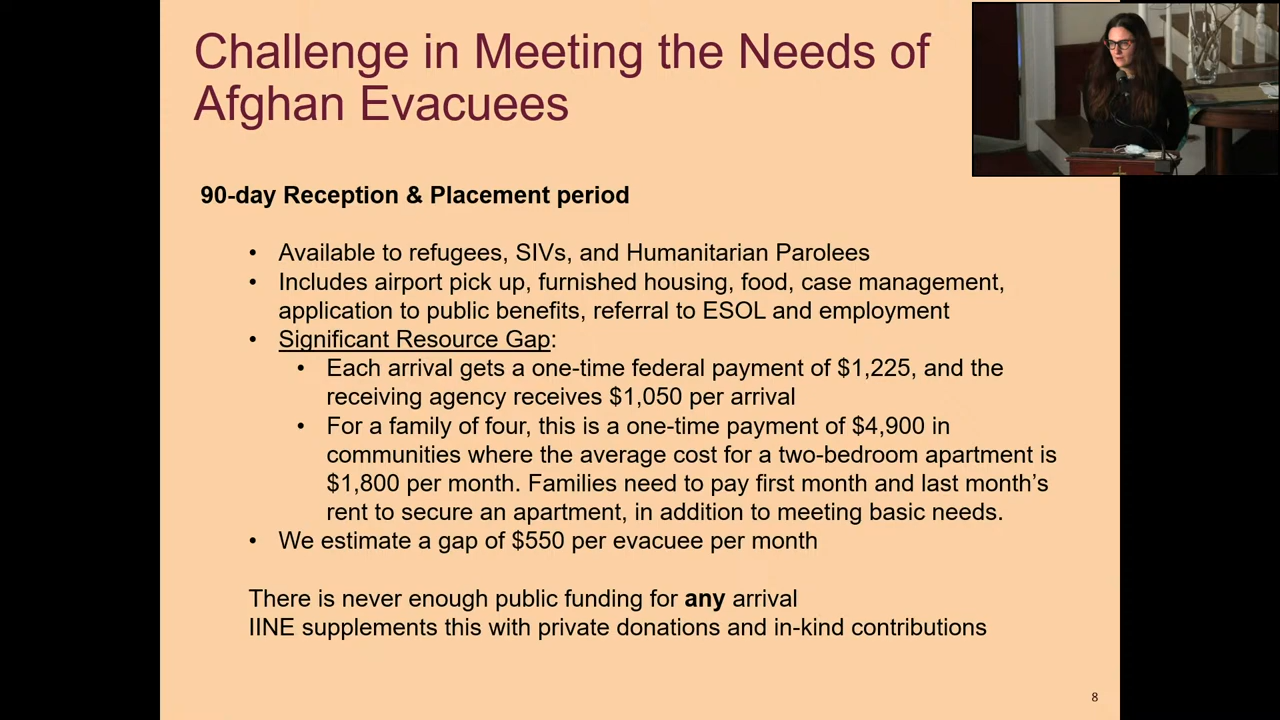 Challenge in Meeting the Needs of
Afghan Evacuees
90-day Reception & Placement period
• Available to refugees, SIVs, and Humanitarian Parolees
• Includes airport pick up, furnished housing, food, case management,
application to public benefits, referral to ESOL and employment
• Significant Resource Gap:
• Each arrival gets a one-time federal payment of $1,225, and the
receiving agency receives $1,050 per arrival
• For a family of four, this is a one-time payment of $4,900 in
communities where the average cost for a two-bedroom apartment is
$1,800 per month. Families need to pay first month and last month’s
rent to secure an apartment, in addition to meeting basic needs.
• We estimate a gap of $550 per evacuee per month
There is never enough public funding for any arrival
IINE supplements this with private donations and in-kind contributions
8